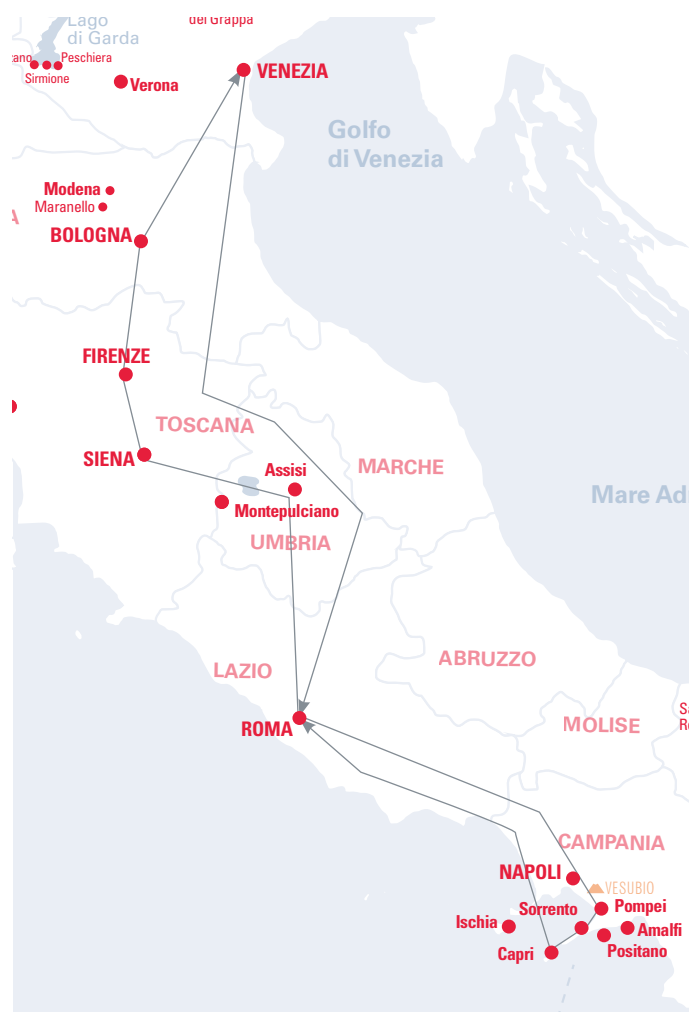 del Grappa
Lago
di Garda
Peschiera
Sirmione
Verona
VENEZIA
Golfo
di Venezia
Modena
Maranello
BOLOGNA
FIRENZE
TOSCANA
SIENA
Assisi
MARCHE
Montepulciano
Mare Ad
UMBRIA
ABRUZZO
LAZIO
ROMA
MOLISE
CAMPANIA
NAPOLI
VESUBIO
Sorrento
Pompei
Ischia
Amalfi
Capri
Positano